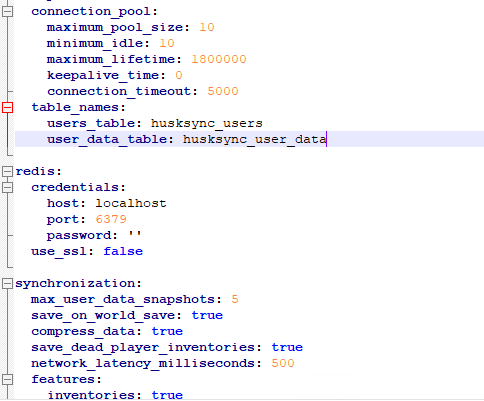 connection_pool:
maximum_pool_size: 10
minimum_idle: 10
maximum_lifetime: 1800000
keepalive_time: 0
connection_timeout: 5000
table_names:
users_table: husksync_users
user_data_table: husksync_user_data
redis:
credentials:
host: localhost
port: 6379
password: ''
use_ssl: false
synchronization:
max_user_data_snapshots: 5
save_on_world_save: true
compress_data: true
save_dead_player_inventories: true
network_latency_milliseconds: 500
features:
inventories: true